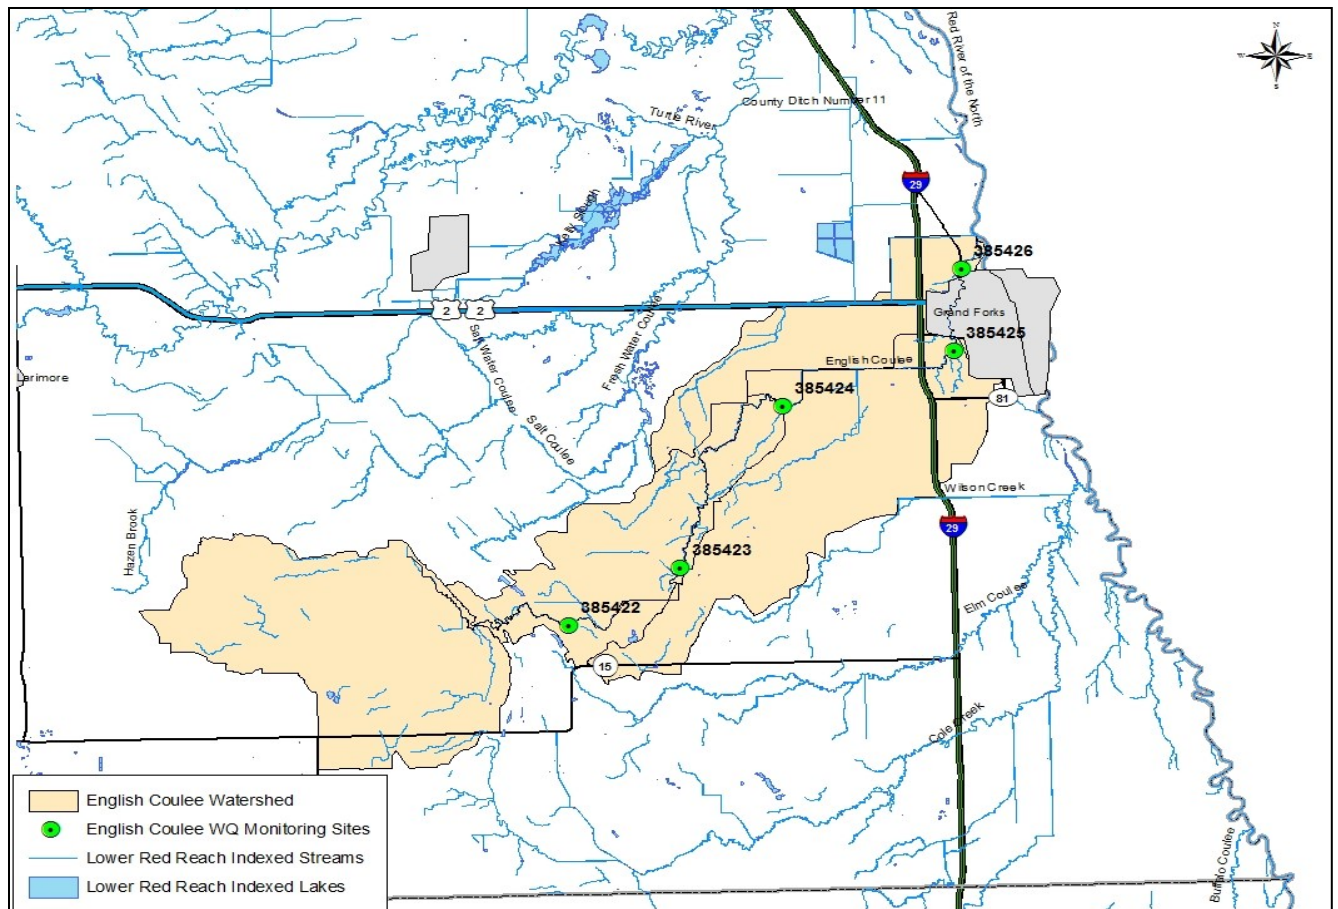 N
W
E
S
Red River of the North
County Ditch Number 11
Turtle River
29
Kelly Slough
385426
2
2
Grand Forks
Salt Water Coulee
Fresh Water Coulee
385425
English Coulee
Larimore
385424
81
Salt Coulee
Wilson Creek
Hazen Brook
29
385423
Elm Coulee
385422
15
Cole Creek
English Coulee Watershed
English Coulee WQ Monitoring Sites
Lower Red Reach Indexed Streams
Lower Red Reach Indexed Lakes
Buffalo Coulee